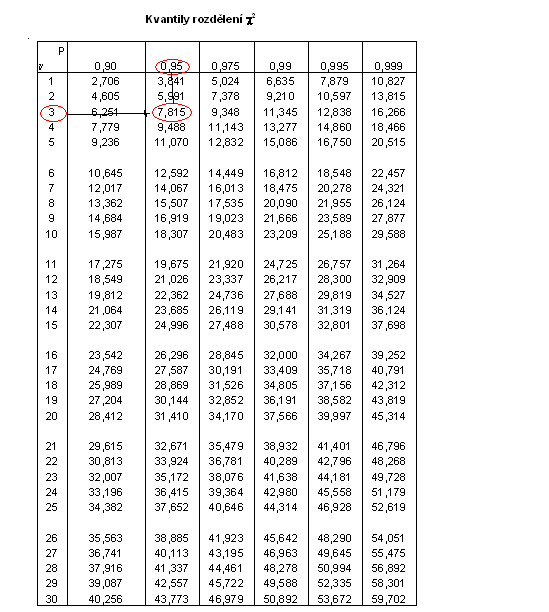 Kvantily rozdělení χ²
P
ν 0,90 0,95 0,975 0,99 0,995 0,999
1 2,706 3,841 5,024 6,635 7,879 10,827
2 4,605 5,991 7,378 9,210 10,597 13,815
3 6,251 7,815 9,348 11,345 12,838 16,266
4 7,779 9,488 11,143 13,277 14,860 18,466
5 9,236 11,070 12,832 15,086 16,750 20,515
6 10,645 12,592 14,449 16,812 18,548 22,457
7 12,017 14,067 16,013 18,475 20,278 24,321
8 13,362 15,507 17,535 20,090 21,955 26,124
9 14,684 16,919 19,023 21,666 23,589 27,877
10 15,987 18,307 20,483 23,209 25,188 29,588
11 17,275 19,675 21,920 24,725 26,757 31,264
12 18,549 21,026 23,337 26,217 28,300 32,909
13 19,812 22,362 24,736 27,688 29,819 34,527
14 21,064 23,685 26,119 29,141 31,319 36,124
15 22,307 24,996 27,488 30,578 32,801 37,698
16 23,542 26,296 28,845 32,000 34,267 39,252
17 24,769 27,587 30,191 33,409 35,718 40,791
18 25,989 28,869 31,526 34,805 37,156 42,312
19 27,204 30,144 32,852 36,191 38,582 43,819
20 28,412 31,410 34,170 37,566 39,997 45,314
21 29,615 32,671 35,479 38,932 41,401 46,796
22 30,813 33,924 36,781 40,289 42,796 48,268
23 32,007 35,172 38,076 41,638 44,181 49,728
24 33,196 36,415 39,364 42,980 45,558 51,179
25 34,382 37,652 40,646 44,314 46,928 52,619
26 35,563 38,885 41,923 45,642 48,290 54,051
27 36,741 40,113 43,195 46,963 49,645 55,475
28 37,916 41,337 44,461 48,278 50,994 56,892
29 39,087 42,557 45,722 49,588 52,335 58,301
30 40,256 43,773 46,979 50,892 53,672 59,702